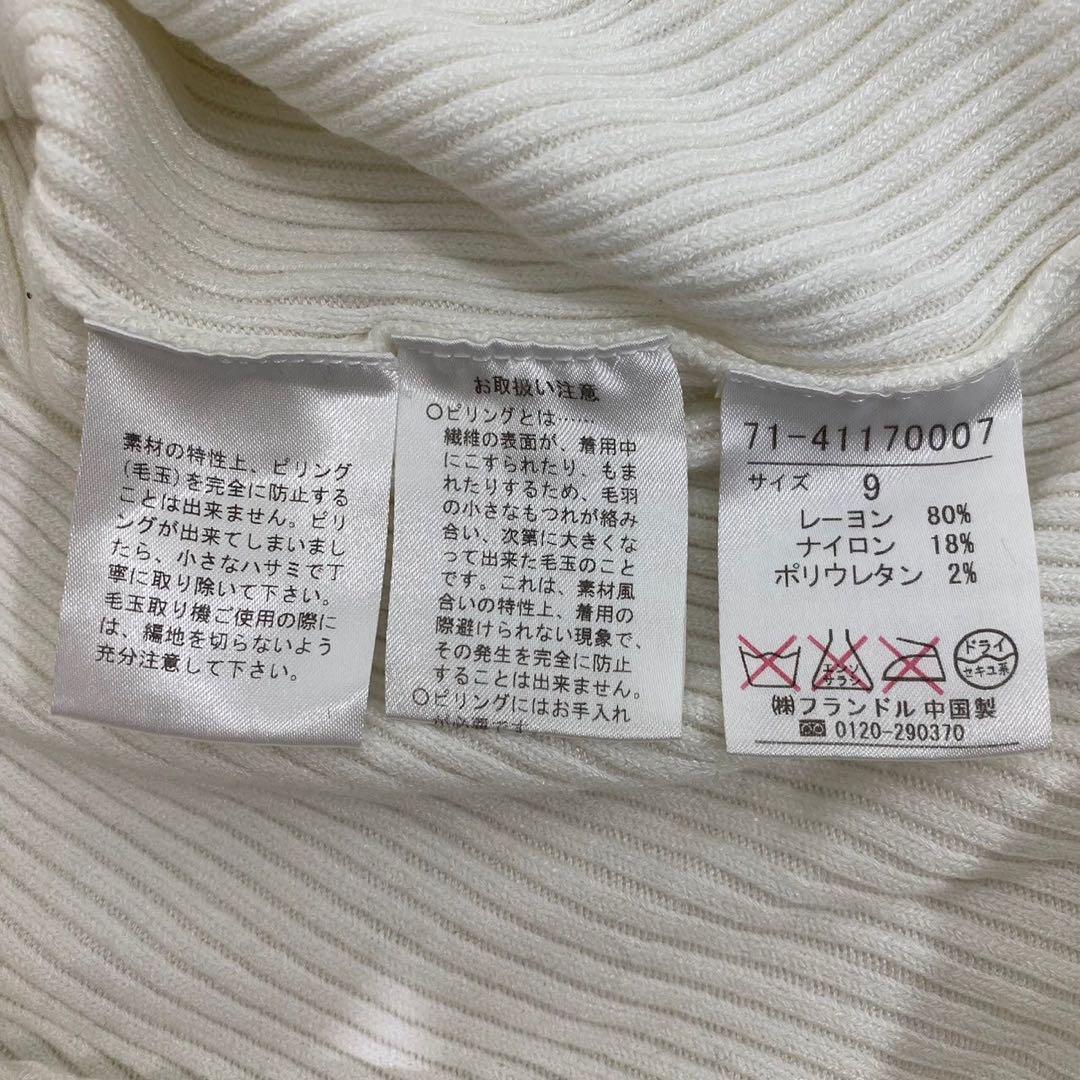 素材の特性上、ピリング
(毛玉)を完全に防止する
ことは出来ません。ピリ
ングが出来てしまいまし
たら、小さなハサミで丁
寧に取り除いて下さい。
毛玉取り機ご使用の際に
は、編地を切らないよう
充分注意して下さい。
お取扱い注意
○ピリングとは……
繊維の表面が、着用中
にこすられたり、もま
れたりするため、毛羽
の小さなもつれが絡み
合い、次第に大きくな
って出来た毛玉のこと
です。これは、素材風
合いの特性上、着用の
際避けられない現象で、
その発生を完全に防止
することは出来ません。
○ピリングにはお手入れ
が必要です
71-41170007
サイズ 9
レーヨン 80%
ナイロン 18%
ポリウレタン 2%
エンソ
サラシ
ドライ
セキユ系
㈱フランドル 中国製
0120-290370